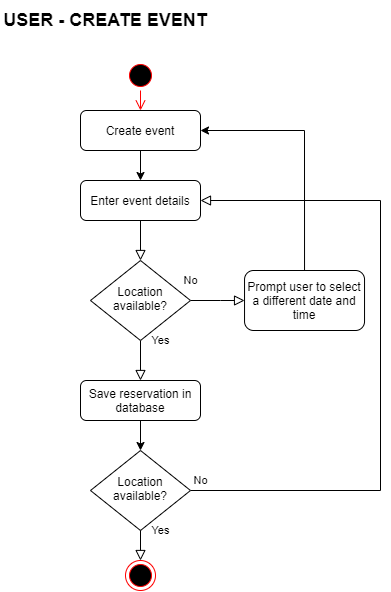 USER - CREATE EVENT
Create event
Enter event details
Location
available?
No
Prompt user to select
a different date and
time
Yes
Save reservation in
database
Location
available?
No
Yes